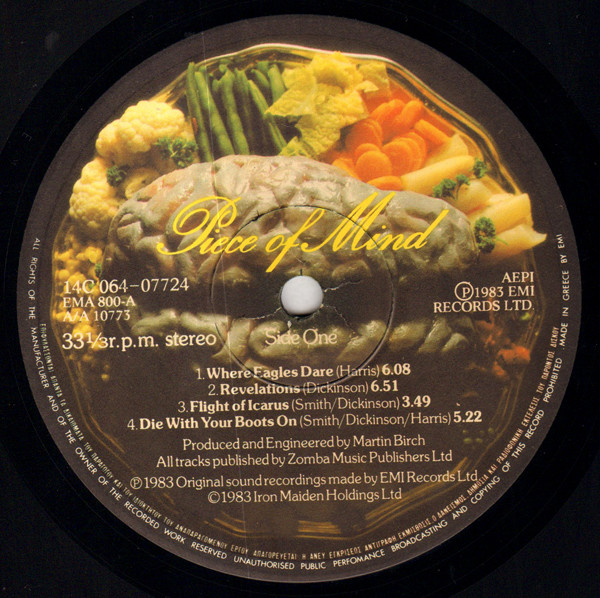 Piece of Mind
14C 064-07724
EMA 800-A
A/A 10773
33 1/3 r.p.m. stereo
Side One
AEPI
Ⓟ1983 EMI
RECORDS LTD.
1. Where Eagles Dare (Harris) 6.08
2. Revelations (Dickinson) 6.51
3. Flight of Icarus (Smith/Dickinson) 3.49
4. Die With Your Boots On (Smith/Dickinson/Harris) 5.22
Produced and Engineered by Martin Birch
All tracks published by Zomba Music Publishers Ltd
Ⓟ 1983 Original sound recordings made by EMI Records Ltd
©1983 Iron Maiden Holdings Ltd
ALL RIGHTS OF THE MANUFACTURER AND OF THE OWNER OF THE RECORDED WORK RESERVED UNAUTHORISED PUBLIC PERFOMANCE BROADCASTING AND COPYING OF THIS RECORD PROHIBITED. MADE IN GREECE BY EMI